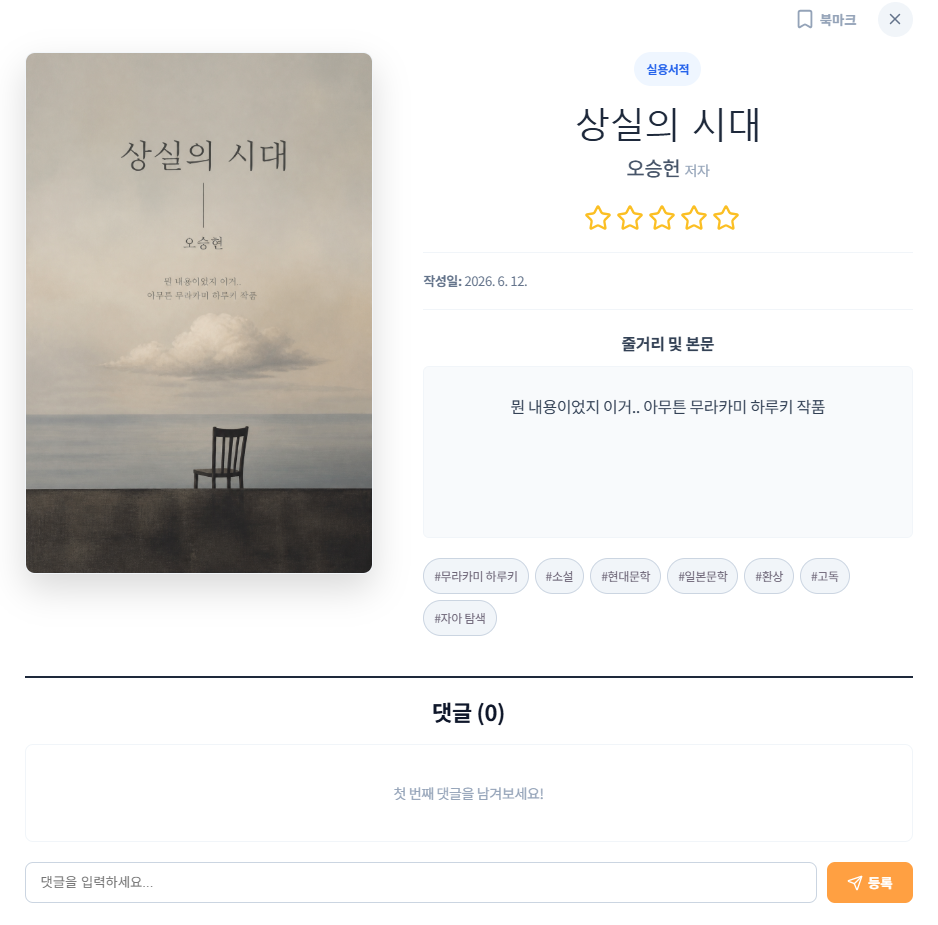 북마크
상실의 시대
오승현
뭔 내용이었지 이거..
아무튼 무라카미 하루키 작품
실용서적
상실의 시대
오승헌 저자
작성일: 2026. 6. 12.
줄거리 및 본문
뭔 내용이었지 이거.. 아무튼 무라카미 하루키 작품
#무라카미 하루키 #소설 #현대문학 #일본문학 #환상 #고독
#자아 탐색
댓글 (0)
첫 번째 댓글을 남겨보세요!
댓글을 입력하세요...
등록